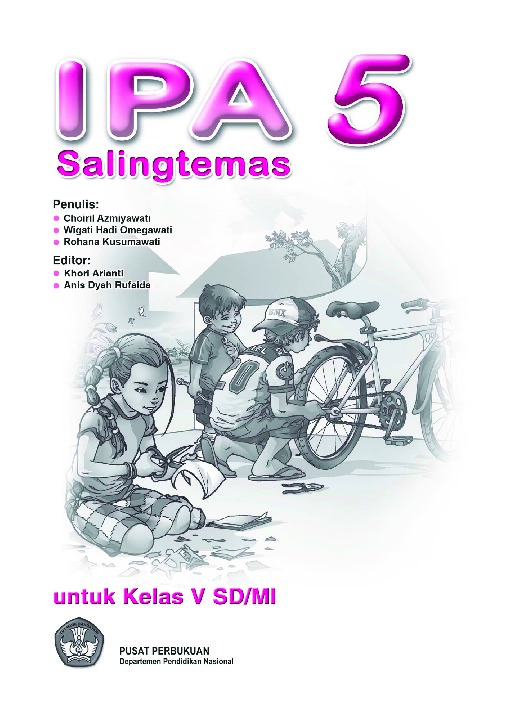 IPA 5
Salingtemas
Penulis:
Choiril Azmiyawati
Wigati Hadi Omegawati
Rohana Kusumawati
Editor:
Khori Arianti
Anis Dyah Rufaida
untuk Kelas V SD/MI
PUSAT PERBUKUAN
Departemen Pendidikan Nasional